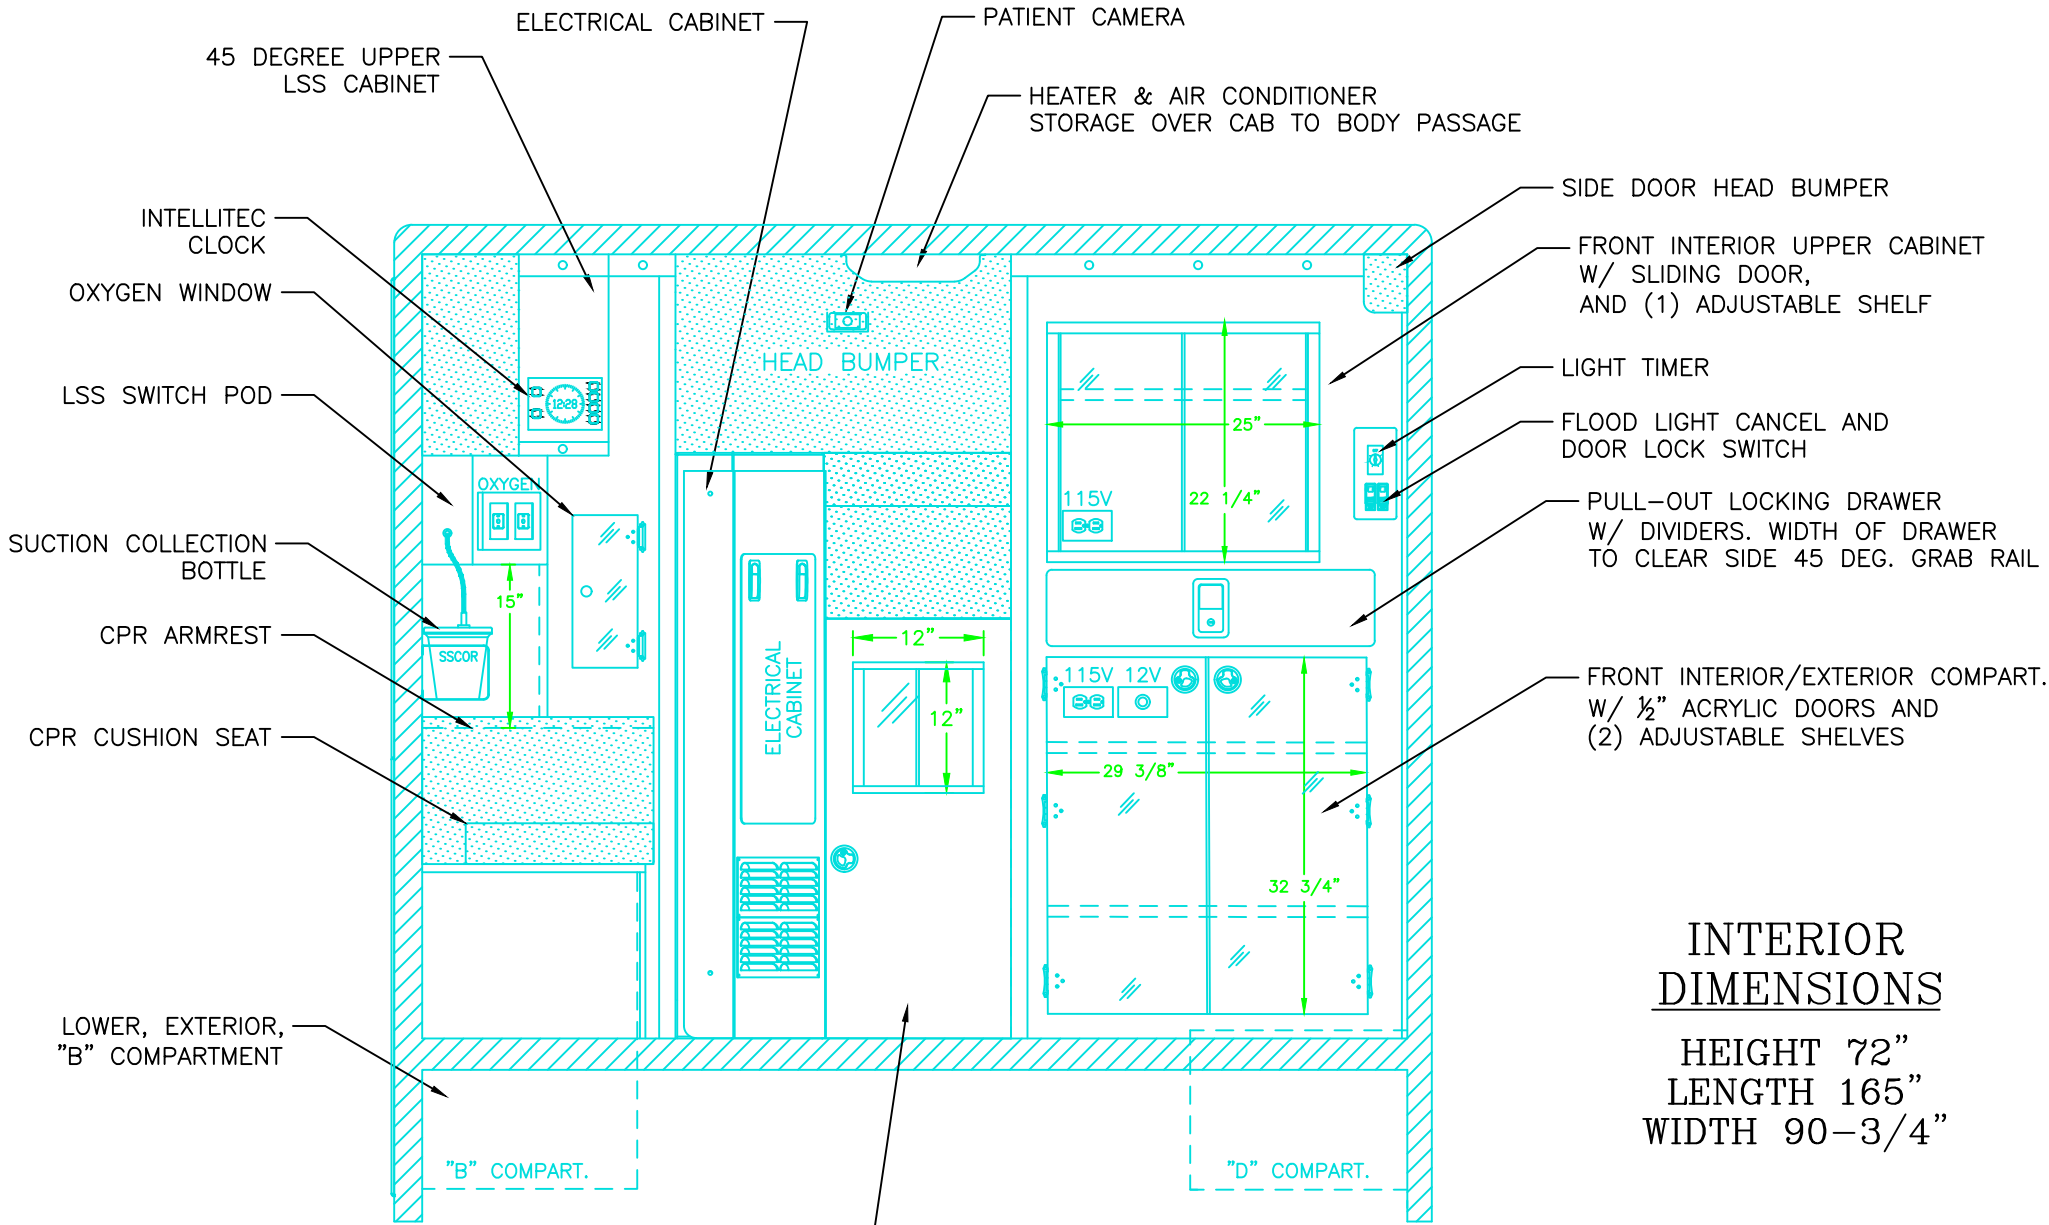 ELECTRICAL CABINET
PATIENT CAMERA
45 DEGREE UPPER
LSS CABINET
HEATER & AIR CONDITIONER
STORAGE OVER CAB TO BODY PASSAGE
SIDE DOOR HEAD BUMPER
INTELLITEC
CLOCK
FRONT INTERIOR UPPER CABINET
W/ SLIDING DOOR,
AND (1) ADJUSTABLE SHELF
OXYGEN WINDOW
LSS SWITCH POD
LIGHT TIMER
FLOOD LIGHT CANCEL AND
DOOR LOCK SWITCH
PULL-OUT LOCKING DRAWER
W/ DIVIDERS. WIDTH OF DRAWER
TO CLEAR SIDE 45 DEG. GRAB RAIL
SUCTION COLLECTION
BOTTLE
CPR ARMREST
CPR CUSHION SEAT
FRONT INTERIOR/EXTERIOR COMPART.
W/ ½" ACRYLIC DOORS AND
(2) ADJUSTABLE SHELVES
LOWER, EXTERIOR,
"B" COMPARTMENT
HEAD BUMPER
12:28
OXYGEN
15"
SSCOR
ELECTRICAL
CABINET
12"
12"
25"
22 1/4"
115V
115V 12V
29 3/8"
32 3/4"
"B" COMPART.
"D" COMPART.
INTERIOR
DIMENSIONS
HEIGHT 72"
LENGTH 165"
WIDTH 90-3/4"